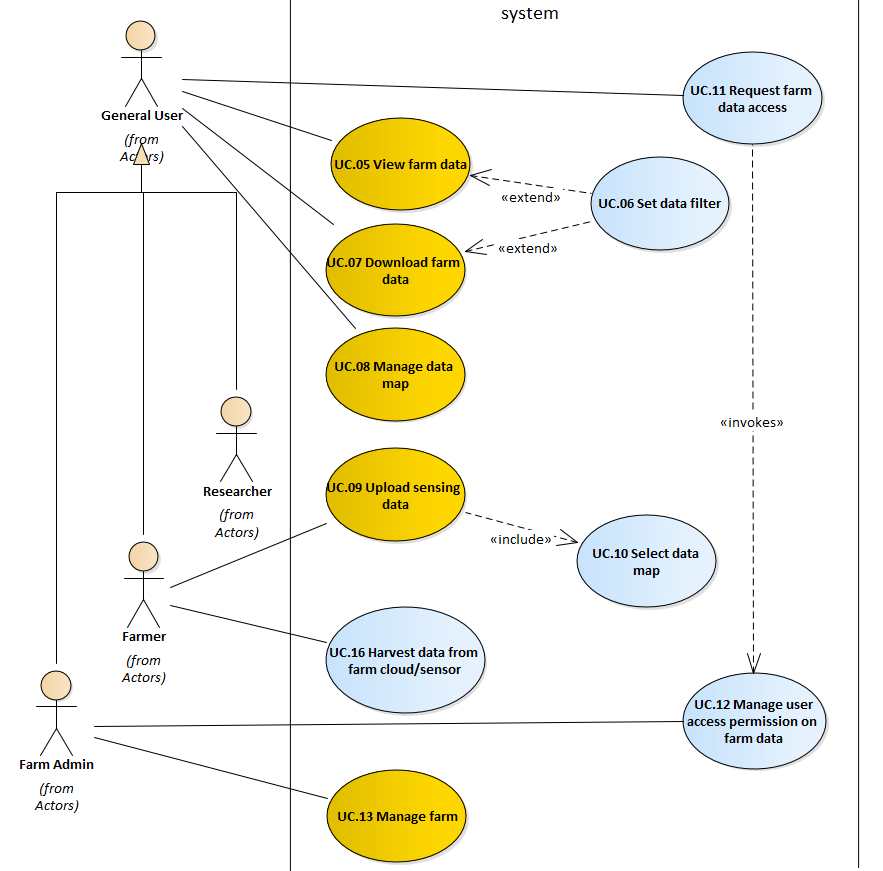 system
General User
(from
Actors)
UC.11 Request farm
data access
UC.05 View farm data
«extend»
UC.06 Set data filter
«extend»
UC.07 Download farm
data
UC.08 Manage data
map
«invokes»
Researcher
(from
Actors)
UC.09 Upload sensing
data
«include»
UC.10 Select data
map
Farmer
(from
Actors)
UC.16 Harvest data from
farm cloud/sensor
UC.12 Manage user
access permission on
farm data
Farm Admin
(from
Actors)
UC.13 Manage farm